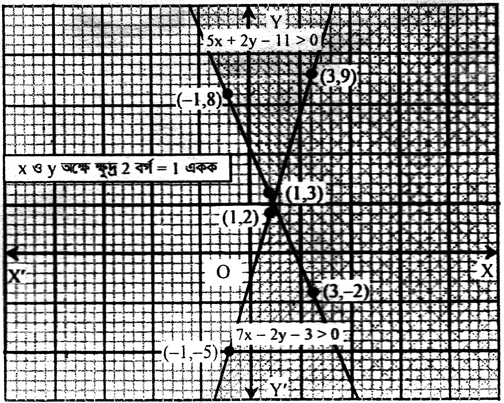 Y
5x + 2y – 11 > 0
(3,9)
(–1,8)
x ও y অক্ষে ক্ষুদ্র 2 বর্গ = 1 একক
(1,3)
(1,2)
X′ O X
(3,–2)
7x – 2y – 3 > 0
(–1,–5)
Y′